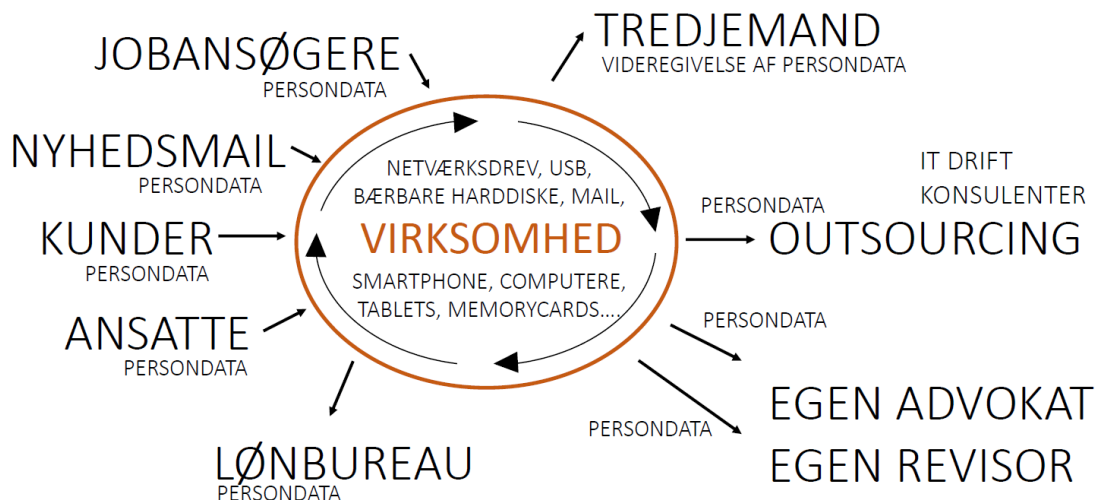 JOBANSØGERE
PERSONDATA
TREDJEMAND
VIDEREGIVELSE AF PERSONDATA
NYHEDSMAIL
PERSONDATA
KUNDER
PERSONDATA
ANSATTE
PERSONDATA
NETVÆRKSDREV, USB,
BÆRBARE HARDDISKE, MAIL,
VIRKSOMHED
SMARTPHONE, COMPUTERE,
TABLETS, MEMORYCARDS....
IT DRIFT
KONSULENTER
PERSONDATA
OUTSOURCING
PERSONDATA
EGEN ADVOKAT
PERSONDATA
EGEN REVISOR
LØNBUREAU
PERSONDATA